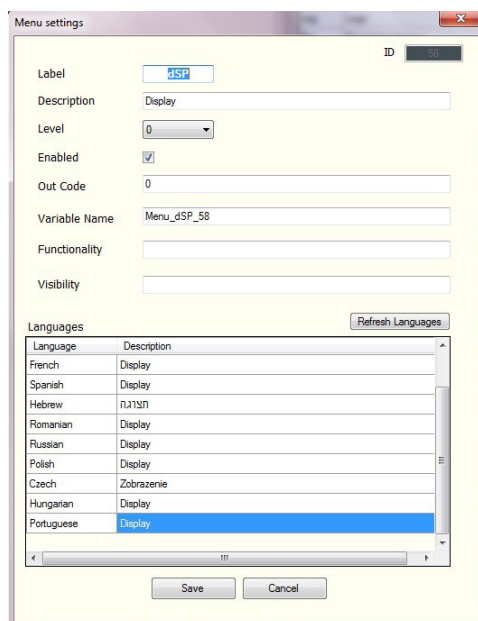 Menu settings
ID 58
Label dSP
Description Display
Level 0
Enabled
Out Code 0
Variable Name Menu_dSP_58
Functionality
Visibility
Languages Refresh Languages
Language Description
French Display
Spanish Display
Hebrew תצוגה
Romanian Display
Russian Display
Polish Display
Czech Zobrazenie
Hungarian Display
Portuguese Display
Save Cancel